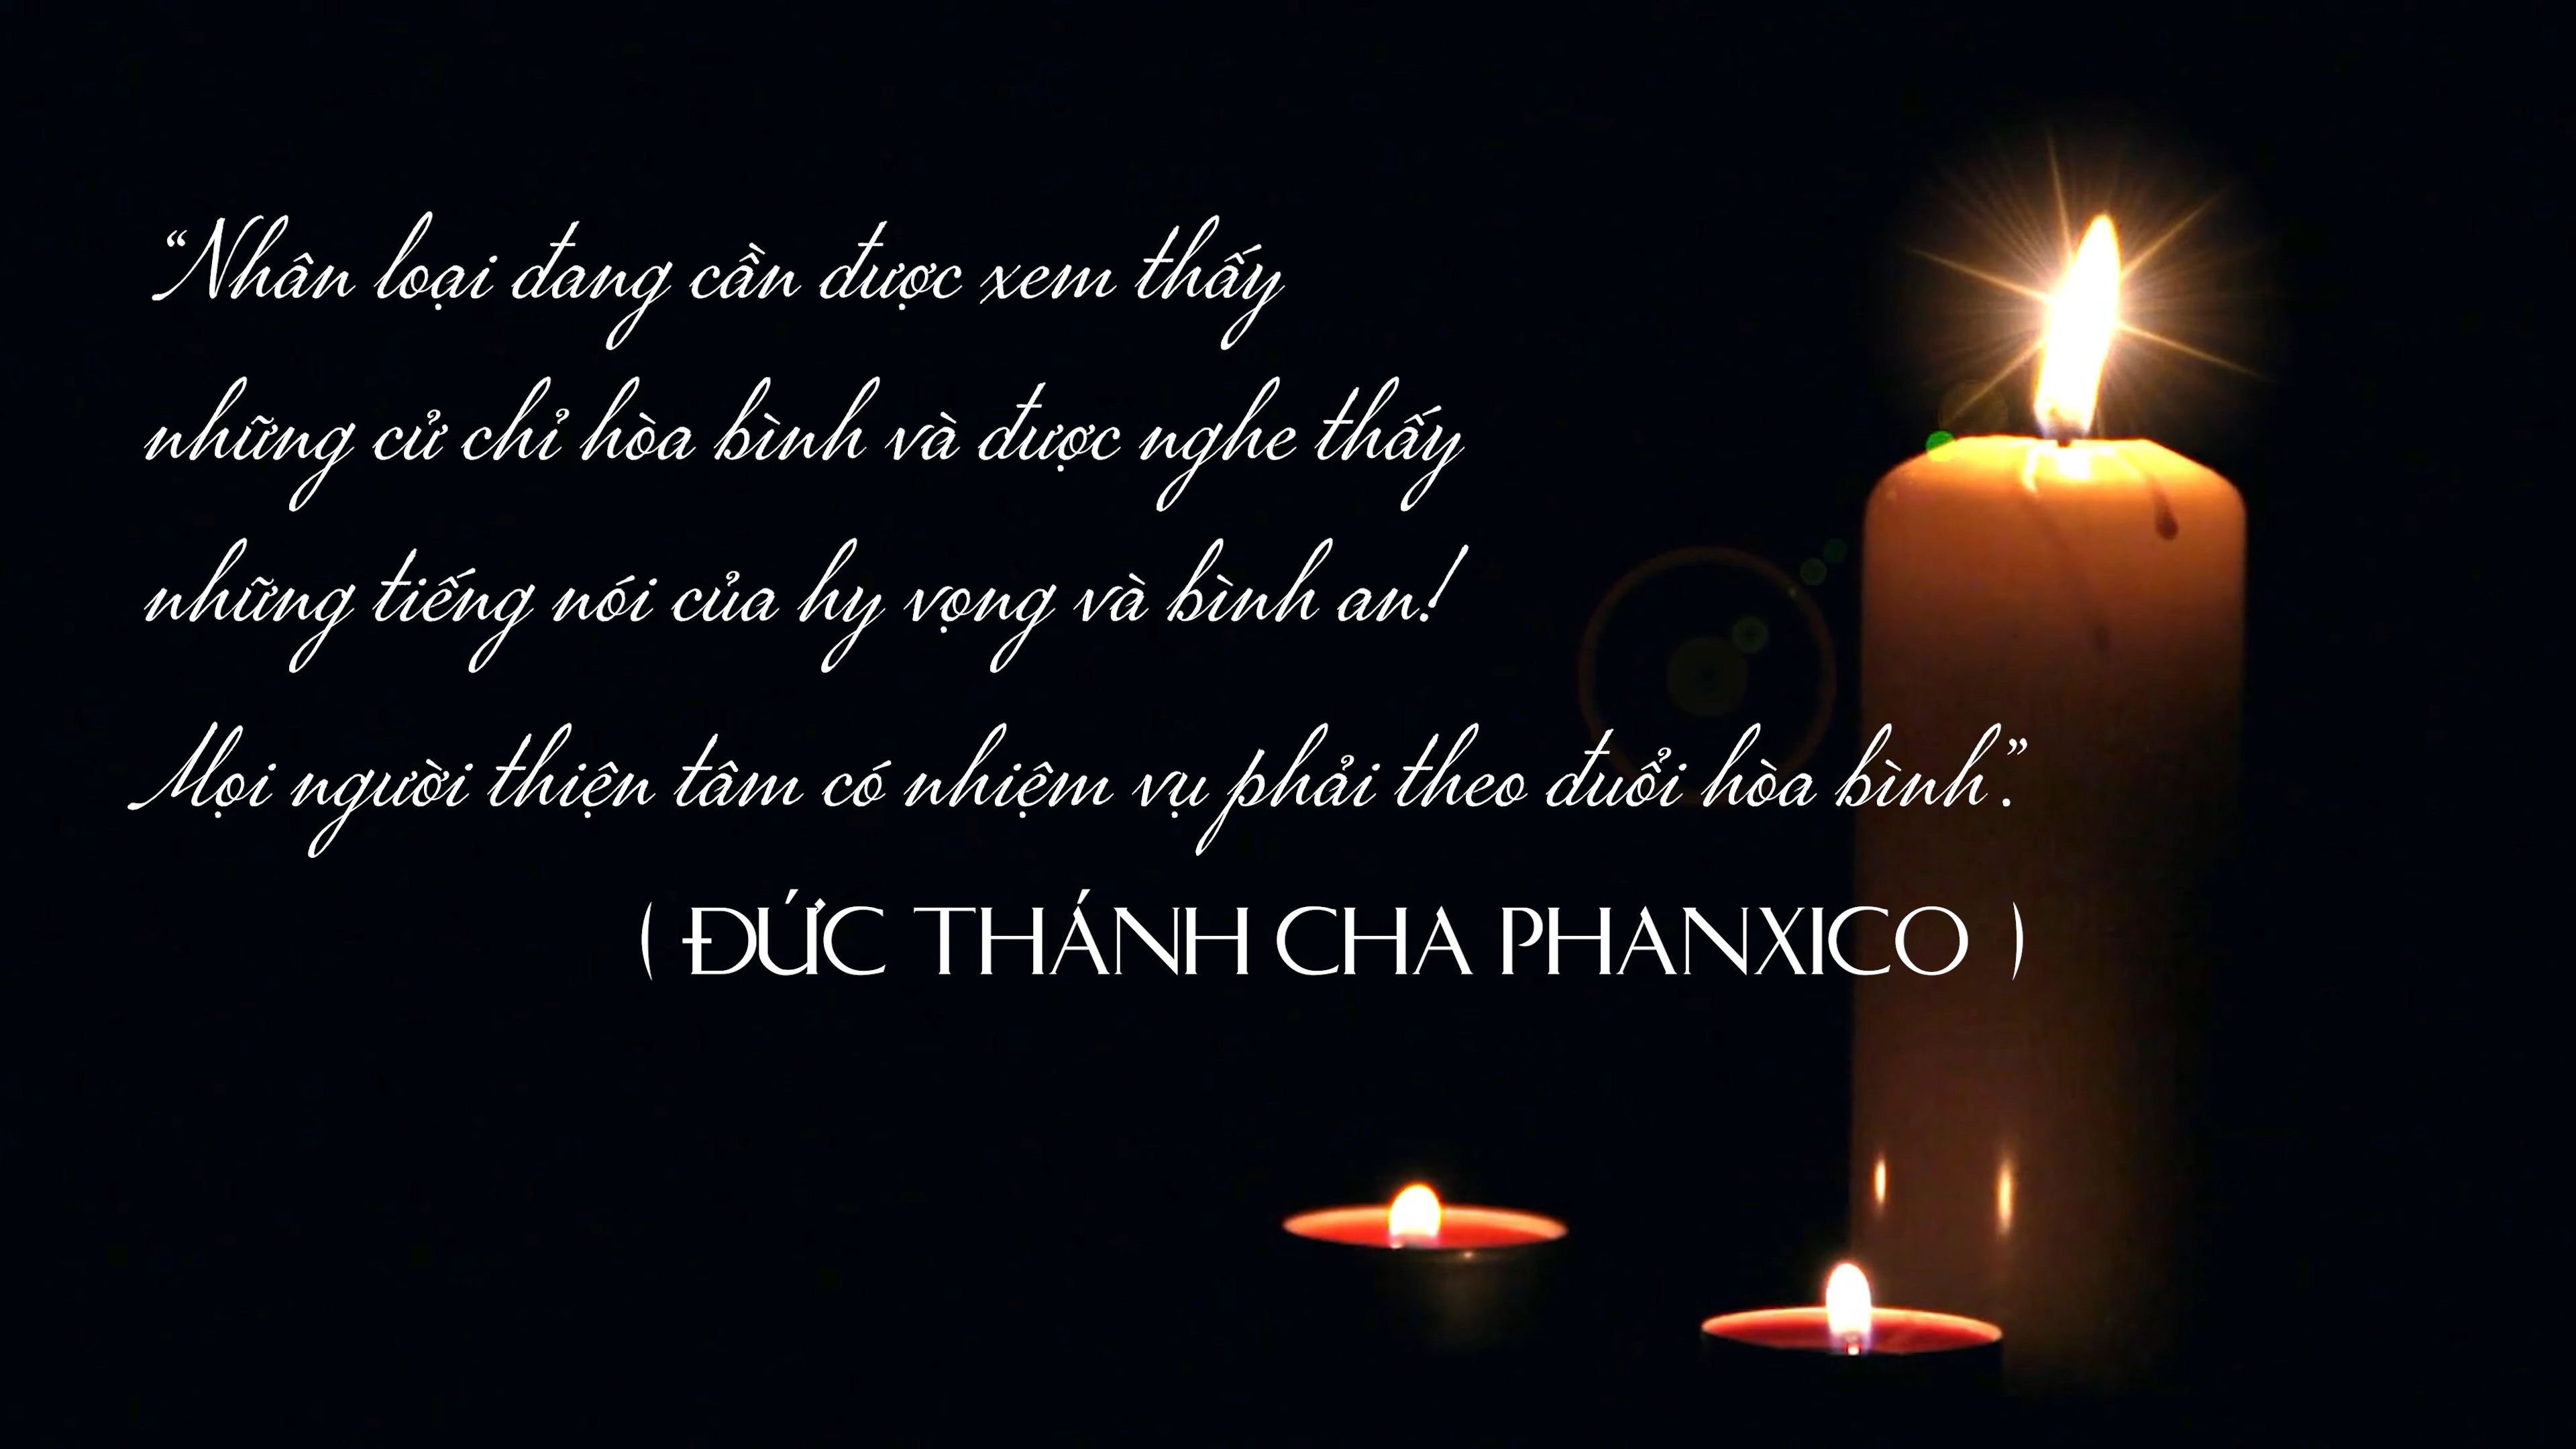 “Nhân loại đang cần được xem thấy
những cử chỉ hòa bình và được nghe thấy
những tiếng nói của hy vọng và bình an!
Mọi người thiện tâm có nhiệm vụ phải theo đuổi hòa bình”.
( ĐỨC THÁNH CHA PHANXICO )